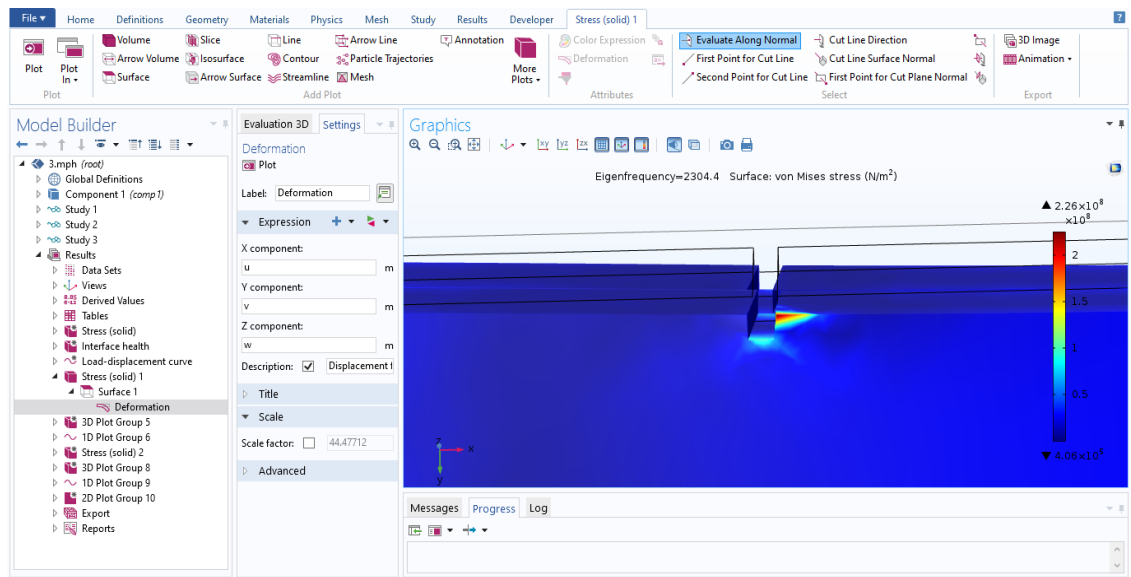 File ▾ Home Definitions Geometry Materials Physics Mesh Study Results Developer Stress (solid) 1 ?
Plot
Plot In ▾
Plot
Volume Slice Line Arrow Line Annotation
Arrow Volume Isosurface Contour Particle Trajectories
Surface Arrow Surface Streamline Mesh
More Plots ▾
Add Plot
Color Expression
Deformation
Attributes
Evaluate Along Normal Cut Line Direction
First Point for Cut Line Cut Line Surface Normal
Second Point for Cut Line First Point for Cut Plane Normal
Select
3D Image
Animation ▾
Export
Model Builder
3.mph (root)
Global Definitions
Component 1 (comp1)
Study 1
Study 2
Study 3
Results
Data Sets
Views
8.85
e-12
Derived Values
Tables
Stress (solid)
Interface health
Load-displacement curve
Stress (solid) 1
Surface 1
Deformation
3D Plot Group 5
1D Plot Group 6
Stress (solid) 2
3D Plot Group 8
1D Plot Group 9
2D Plot Group 10
Export
Reports
Evaluation 3D Settings
Deformation
Plot
Label: Deformation
Expression
X component:
u m
Y component:
v m
Z component:
w m
Description: Displacement f
Title
Scale
Scale factor: 44.47712
Advanced
Graphics
xy yz zx
Eigenfrequency=2304.4 Surface: von Mises stress (N/m²)
▲ 2.26×10⁸
×10⁸
2
1.5
1
0.5
z
x
y
Messages Progress Log